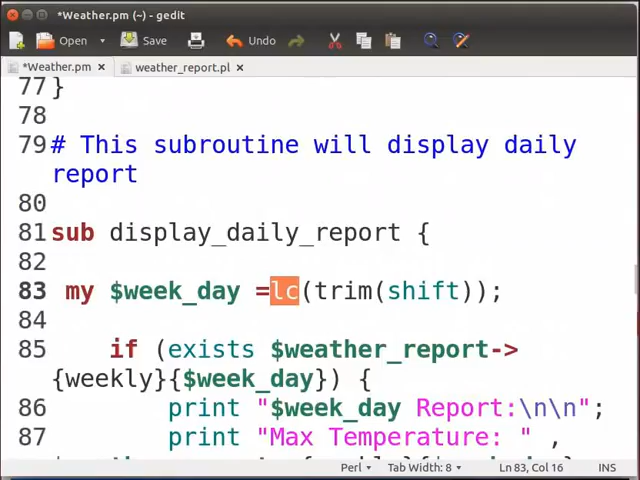 *Weather.pm (~) - gedit
Open Save Undo
*Weather.pm × weather_report.pl ×
77 }
78
79 # This subroutine will display daily
report
80
81 sub display_daily_report {
82
83 my $week_day =lc(trim(shift));
84
85 if (exists $weather_report->
{weekly}{$week_day}) {
86 print "$week_day Report:\n\n";
87 print "Max Temperature: " ,
Perl Tab Width: 8 Ln 83, Col 16 INS